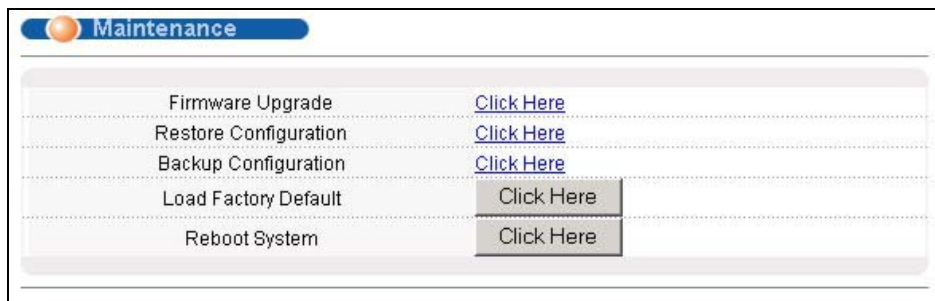 Maintenance
Firmware Upgrade Click Here
Restore Configuration Click Here
Backup Configuration Click Here
Load Factory Default Click Here
Reboot System Click Here